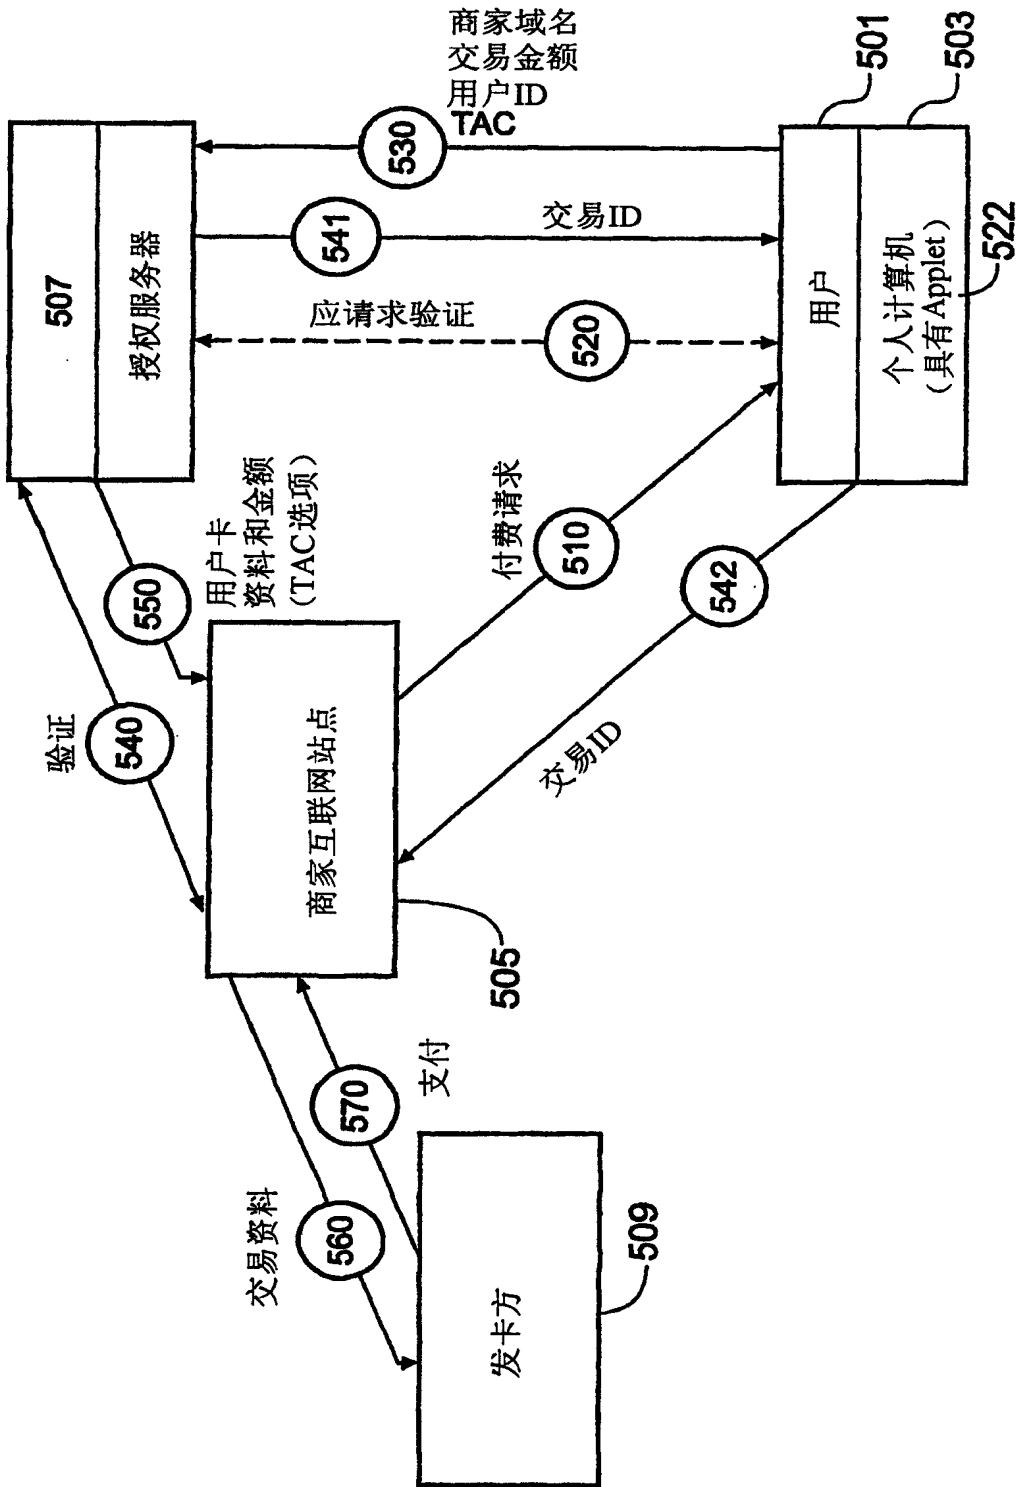 商家域名
交易金额
用户ID
TAC
530
541
交易ID
应请求验证
520
507
授权服务器
501
503
用户
个人计算机
(具有Applet)
522
用户卡
资料和金额
(TAC选项)
550
540
验证
付费请求
510
542
交易ID
商家互联网站点
505
570
支付
交易资料
560
发卡方
509